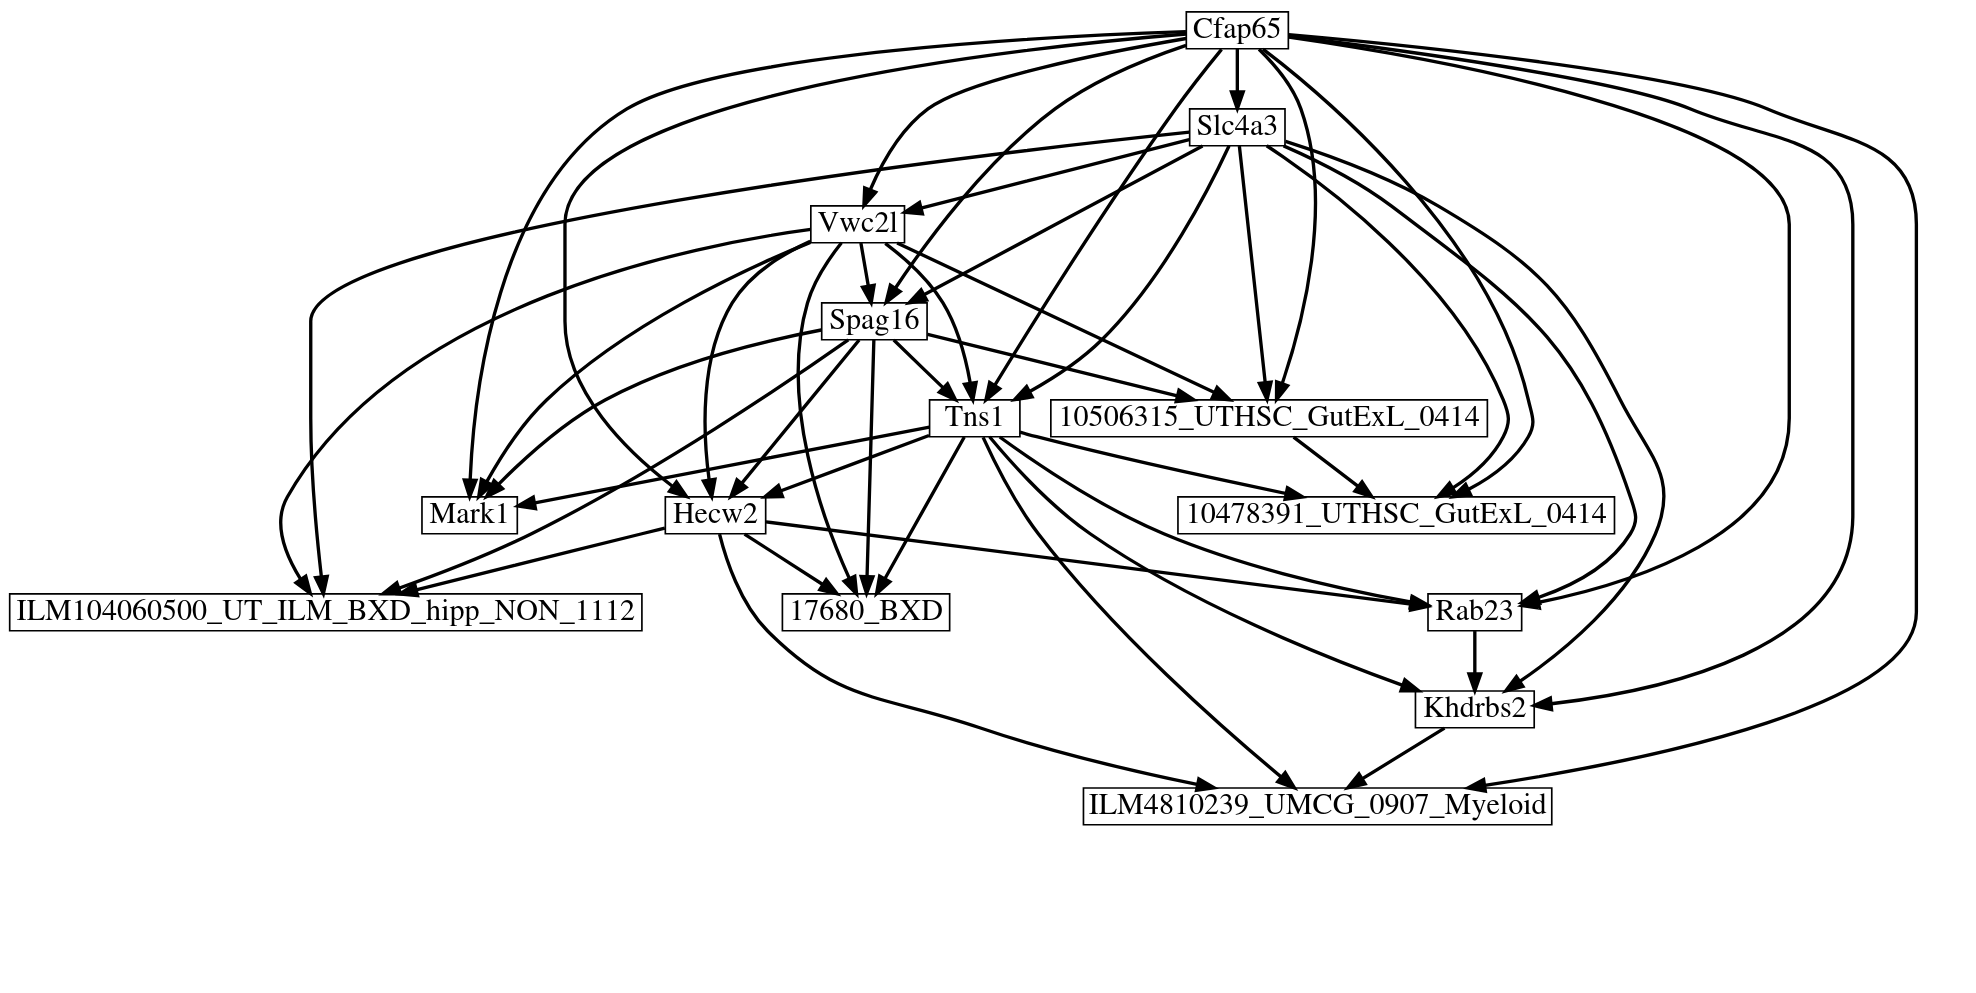 Cfap65
Slc4a3
Vwc2l
Spag16
Tns1
10506315_UTHSC_GutExL_0414
Mark1
Hecw2
10478391_UTHSC_GutExL_0414
ILM104060500_UT_ILM_BXD_hipp_NON_1112
17680_BXD
Rab23
Khdrbs2
ILM4810239_UMCG_0907_Myeloid